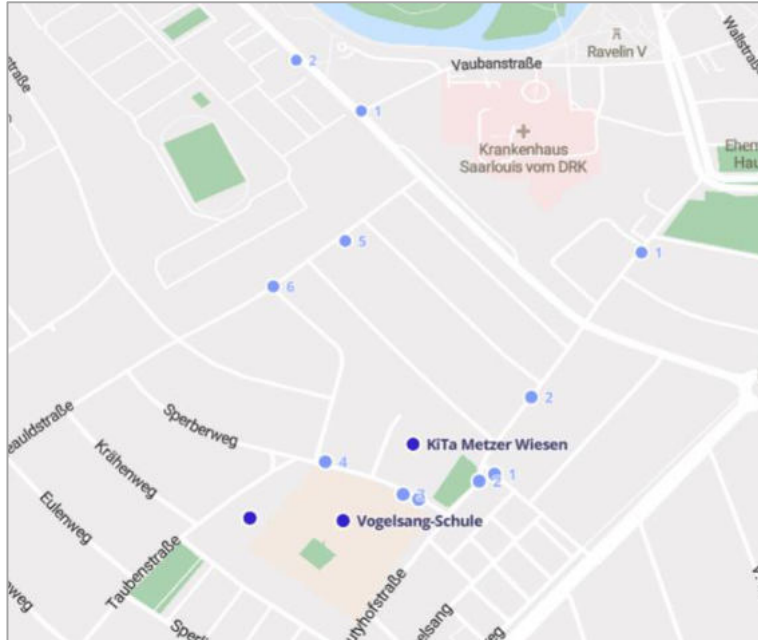 2
Vaubanstraße
Ravelin V
1
Krankenhaus
Saarlouis vom DRK
5
1
6
2
KiTa Metzer Wiesen
Sperberweg
4
1
2
3
Krähenweg
Vogelsang-Schule
Eulenweg
Taubenstraße